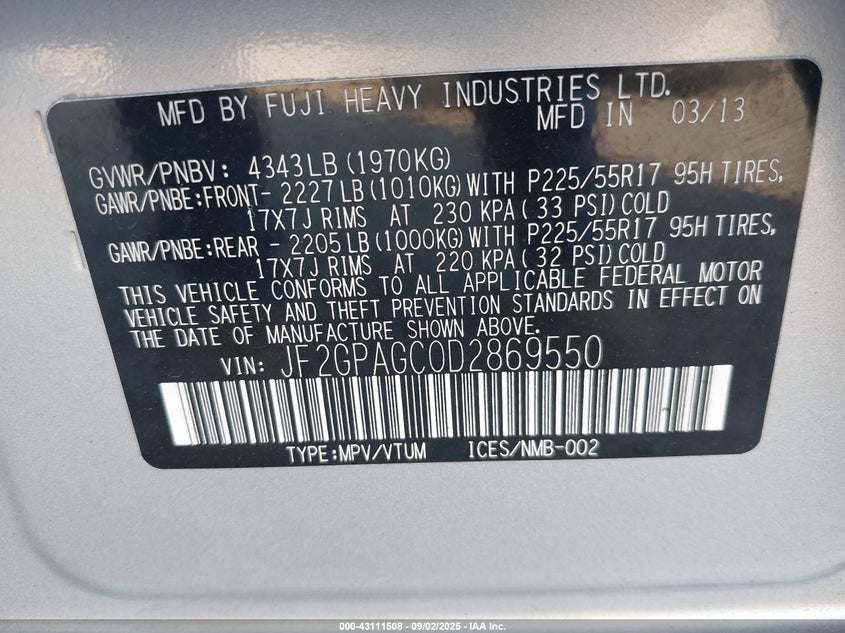 MFD BY FUJI HEAVY INDUSTRIES LTD.
MFD IN 03/13
GVWR/PNBV: 4343LB (1970KG)
GAWR/PNBE:FRONT- 2227LB (1010KG) WITH P225/55R17 95H TIRES,
17X7J RIMS AT 230 KPA (33 PSI) COLD
GAWR/PNBE:REAR - 2205LB (1000KG) WITH P225/55R17 95H TIRES,
17X7J RIMS AT 220 KPA (32 PSI) COLD
THIS VEHICLE CONFORMS TO ALL APPLICABLE FEDERAL MOTOR
VEHICLE SAFETY AND THEFT PREVENTION STANDARDS IN EFFECT ON
THE DATE OF MANUFACTURE SHOWN ABOVE.
VIN: JF2GPAGC0D2869550
TYPE:MPV/VTUM ICES/NMB-002
000-43111508 - 09/02/2025 - IAA Inc.